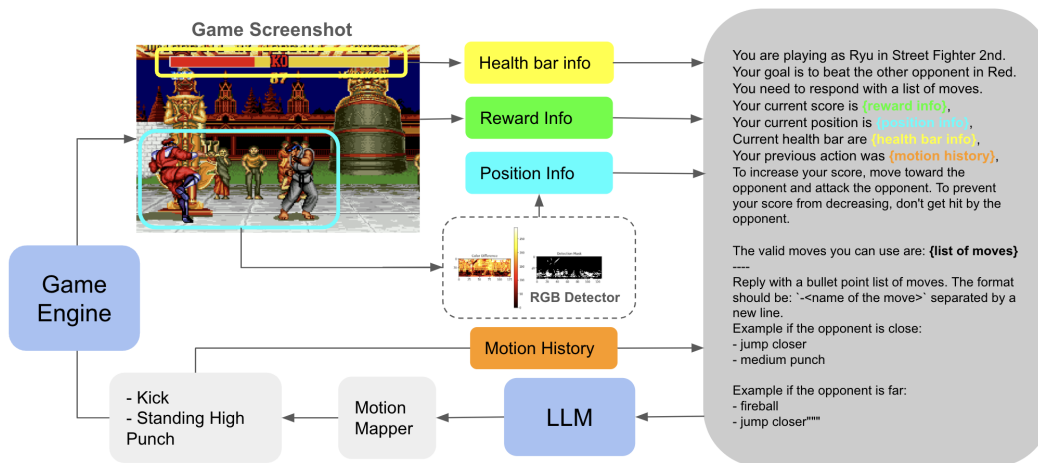 Game Screenshot
KO
87
Health bar info
Reward Info
Position Info
RGB Detector
Motion History
Game
Engine
- Kick
- Standing High
Punch
Motion
Mapper
LLM
You are playing as Ryu in Street Fighter 2nd.
Your goal is to beat the other opponent in Red.
You need to respond with a list of moves.
Your current score is {reward info},
Your current position is {position info},
Current health bar are {health bar info},
Your previous action was {motion history},
To increase your score, move toward the
opponent and attack the opponent. To prevent
your score from decreasing, don't get hit by the
opponent.
The valid moves you can use are: {list of moves}
----
Reply with a bullet point list of moves. The format
should be: `-<name of the move>` separated by a
new line.
Example if the opponent is close:
- jump closer
- medium punch
Example if the opponent is far:
- fireball
- jump closer"""